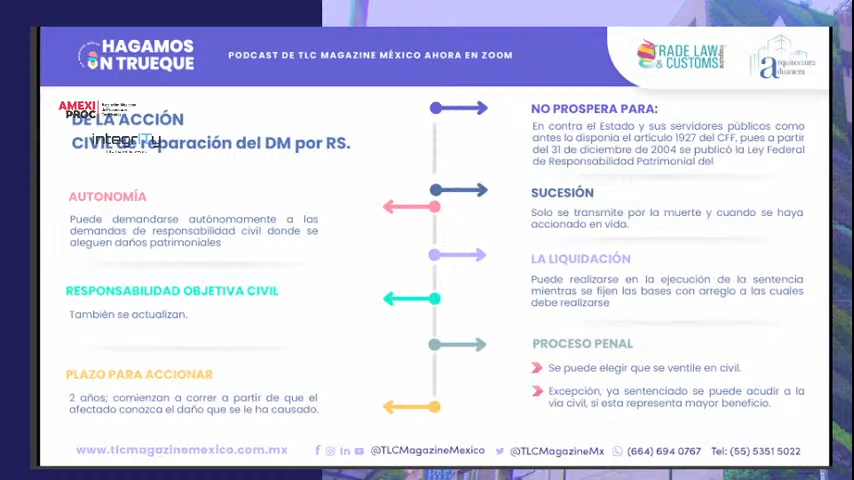 HAGAMOS
UN TRUEQUE
PODCAST DE TLC MAGAZINE MÉXICO AHORA EN ZOOM
TRADE LAW
& CUSTOMS
arquitectura
aduanera
AMEXI
PROC
DE LA ACCIÓN
integrITy
CIVIL de reparación del DM por RS.
AUTONOMÍA
Puede demandarse autónomamente a las
demandas de responsabilidad civil donde se
aleguen daños patrimoniales
RESPONSABILIDAD OBJETIVA CIVIL
También se actualizan.
PLAZO PARA ACCIONAR
2 años; comienzan a correr a partir de que el
afectado conozca el daño que se le ha causado.
NO PROSPERA PARA:
En contra el Estado y sus servidores públicos como
antes lo disponía el artículo 1927 del CFF, pues a partir
del 31 de diciembre de 2004 se publicó la Ley Federal
de Responsabilidad Patrimonial del
SUCESIÓN
Solo se transmite por la muerte y cuando se haya
accionado en vida.
LA LIQUIDACIÓN
Puede realizarse en la ejecución de la sentencia
mientras se fijen las bases con arreglo a las cuales
debe realizarse
PROCESO PENAL
Se puede elegir que se ventile en civil.
Excepción, ya sentenciado se puede acudir a la
vía civil, si esta representa mayor beneficio.
www.tlcmagazinemexico.com.mx
@TLCMagazineMexico
@TLCMagazineMx
(664) 694 0767
Tel: (55) 5351 5022